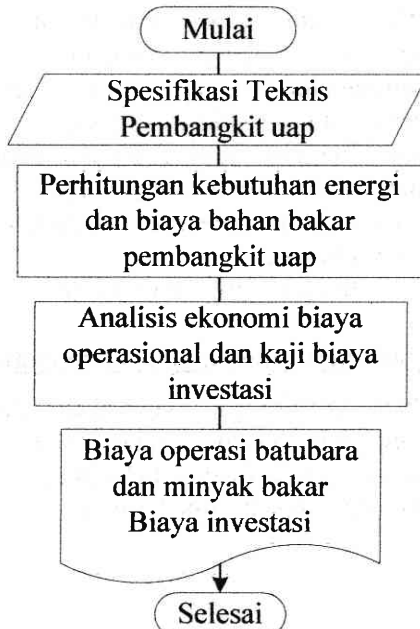 Mulai
Spesifikasi Teknis
Pembangkit uap
Perhitungan kebutuhan energi
dan biaya bahan bakar
pembangkit uap
Analisis ekonomi biaya
operasional dan kaji biaya
investasi
Biaya operasi batubara
dan minyak bakar
Biaya investasi
Selesai